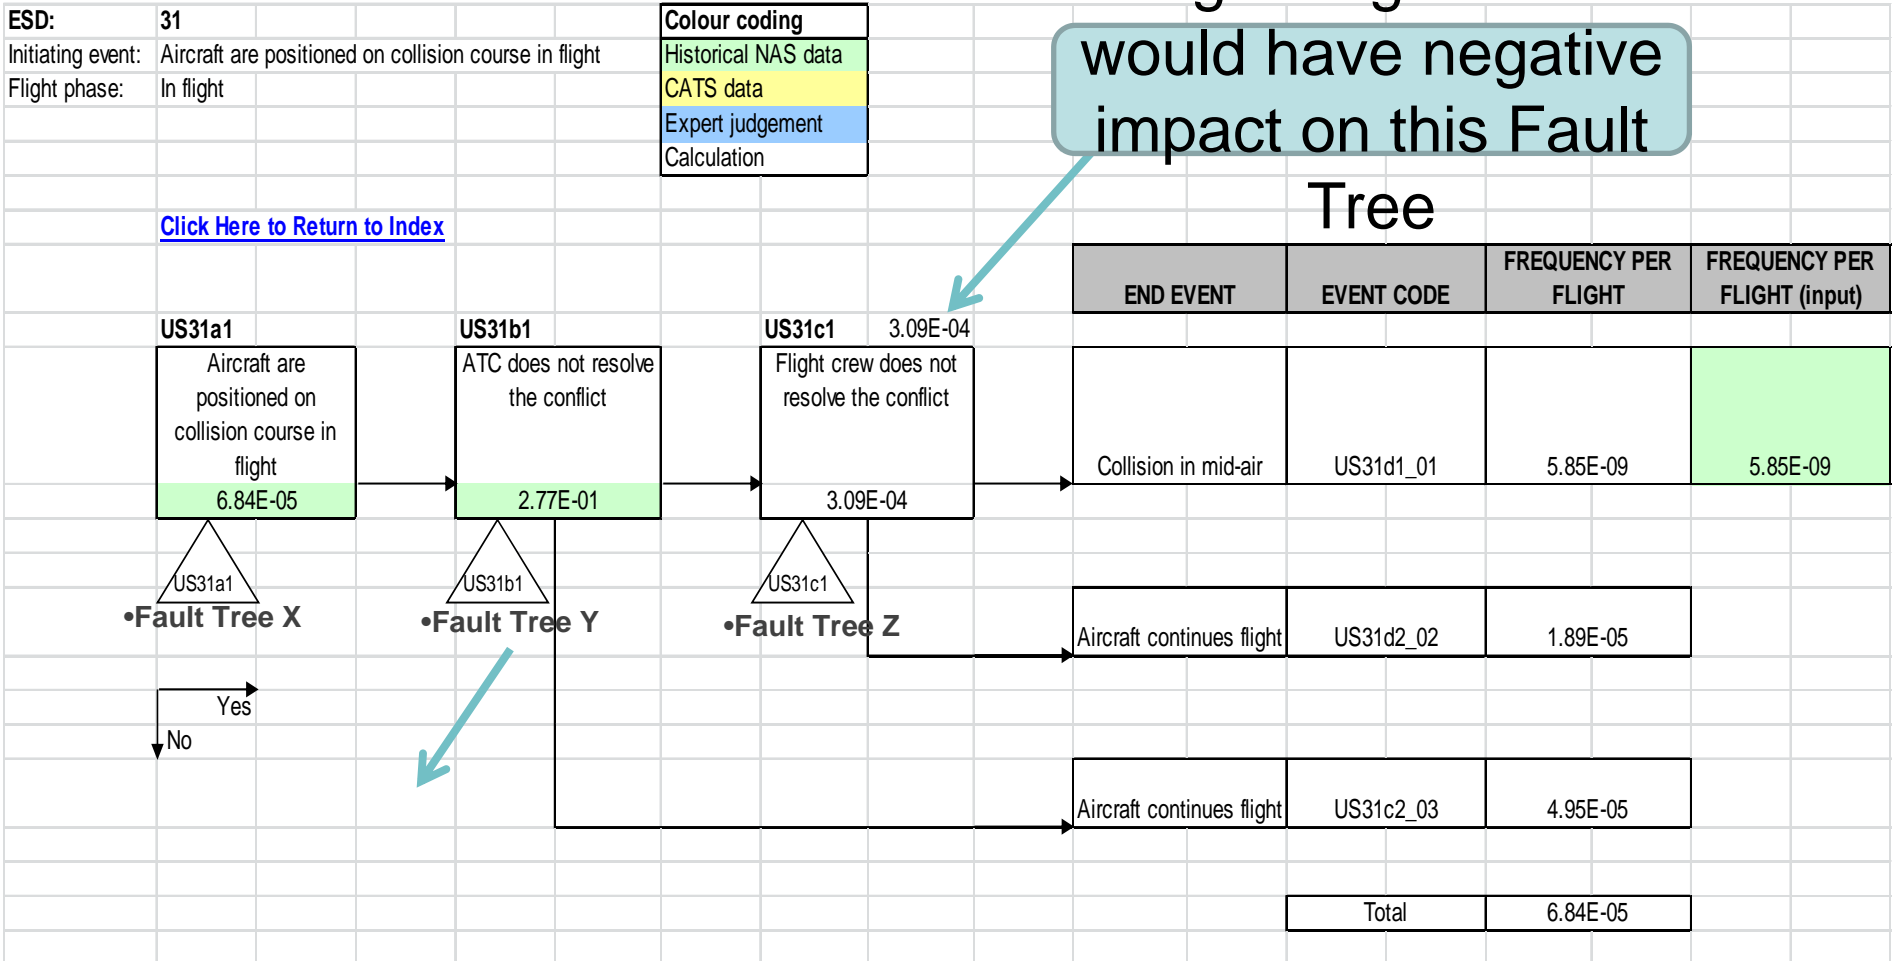 ESD: 31 Colour coding
Initiating event: Aircraft are positioned on collision course in flight Historical NAS data
Flight phase: In flight CATS data
Expert judgement
Calculation
would have negative
impact on this Fault
Tree
Click Here to Return to Index
END EVENT EVENT CODE FREQUENCY PER FLIGHT FREQUENCY PER FLIGHT (input)
US31a1 US31b1 US31c1 3.09E-04
Aircraft are
positioned on
collision course in
flight
6.84E-05
ATC does not resolve
the conflict
2.77E-01
Flight crew does not
resolve the conflict
3.09E-04
Collision in mid-air US31d1_01 5.85E-09 5.85E-09
US31a1 US31b1 US31c1
•Fault Tree X •Fault Tree Y •Fault Tree Z
Aircraft continues flight US31d2_02 1.89E-05
Yes
No
Aircraft continues flight US31c2_03 4.95E-05
Total 6.84E-05